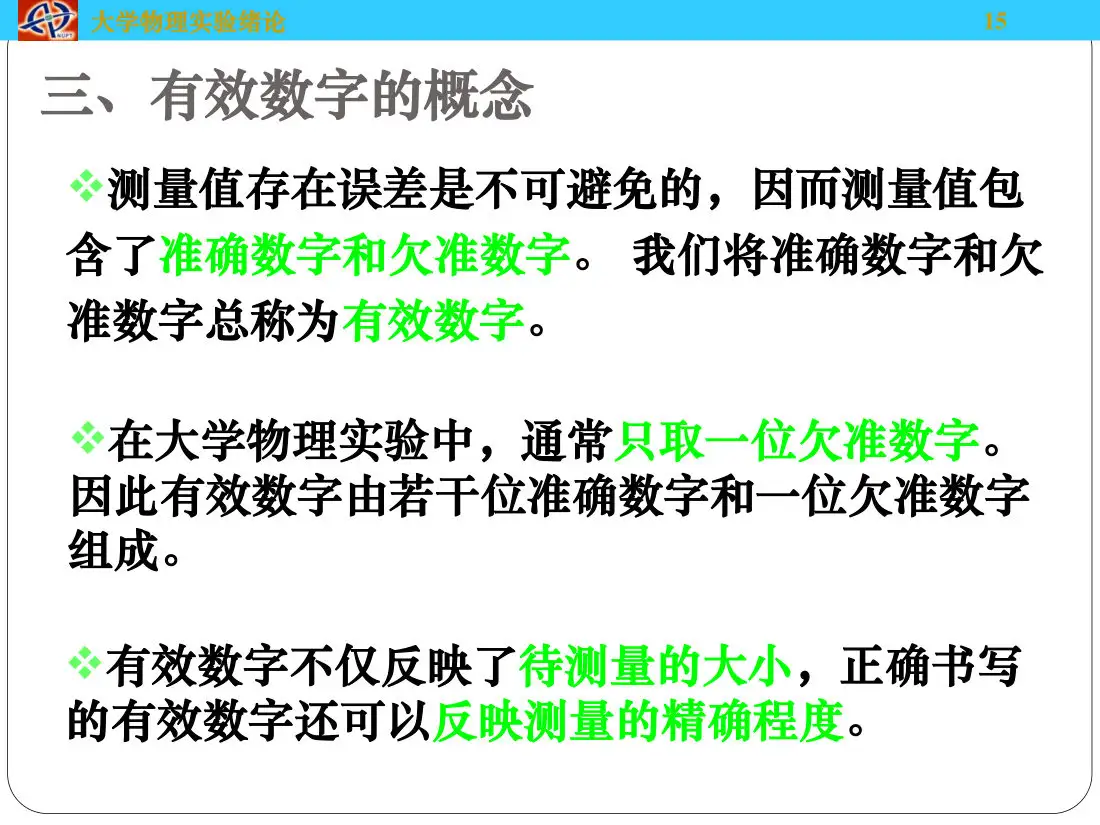 NUPT
大学物理实验绪论
15
三、有效数字的概念
❖测量值存在误差是不可避免的，因而测量值包
含了准确数字和欠准数字。 我们将准确数字和欠
准数字总称为有效数字。
❖在大学物理实验中，通常只取一位欠准数字。
因此有效数字由若干位准确数字和一位欠准数字
组成。
❖有效数字不仅反映了待测量的大小，正确书写
的有效数字还可以反映测量的精确程度。